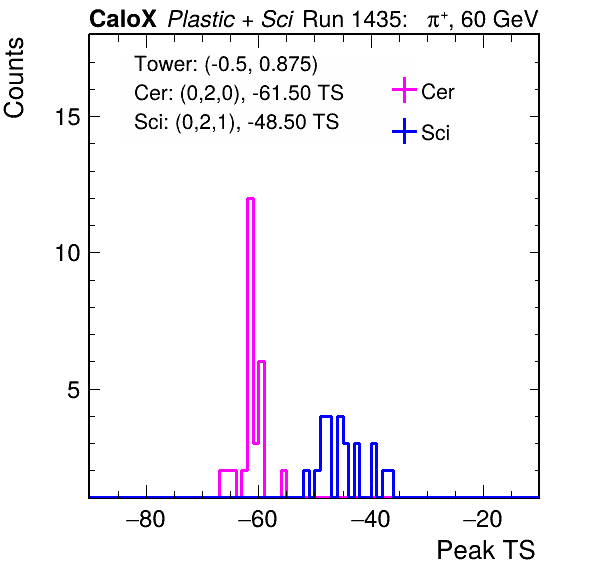 CaloX Plastic + Sci Run 1435: π+, 60 GeV
Counts
Tower: (-0.5, 0.875)
Cer: (0,2,0), -61.50 TS
Sci: (0,2,1), -48.50 TS
Cer
Sci
15
10
5
−80 −60 −40 −20
Peak TS